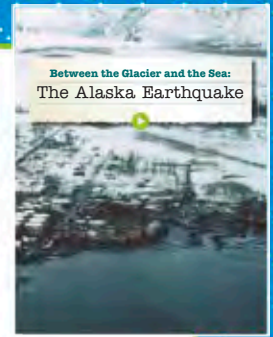 Between the Glacier and the Sea:
The Alaska Earthquake